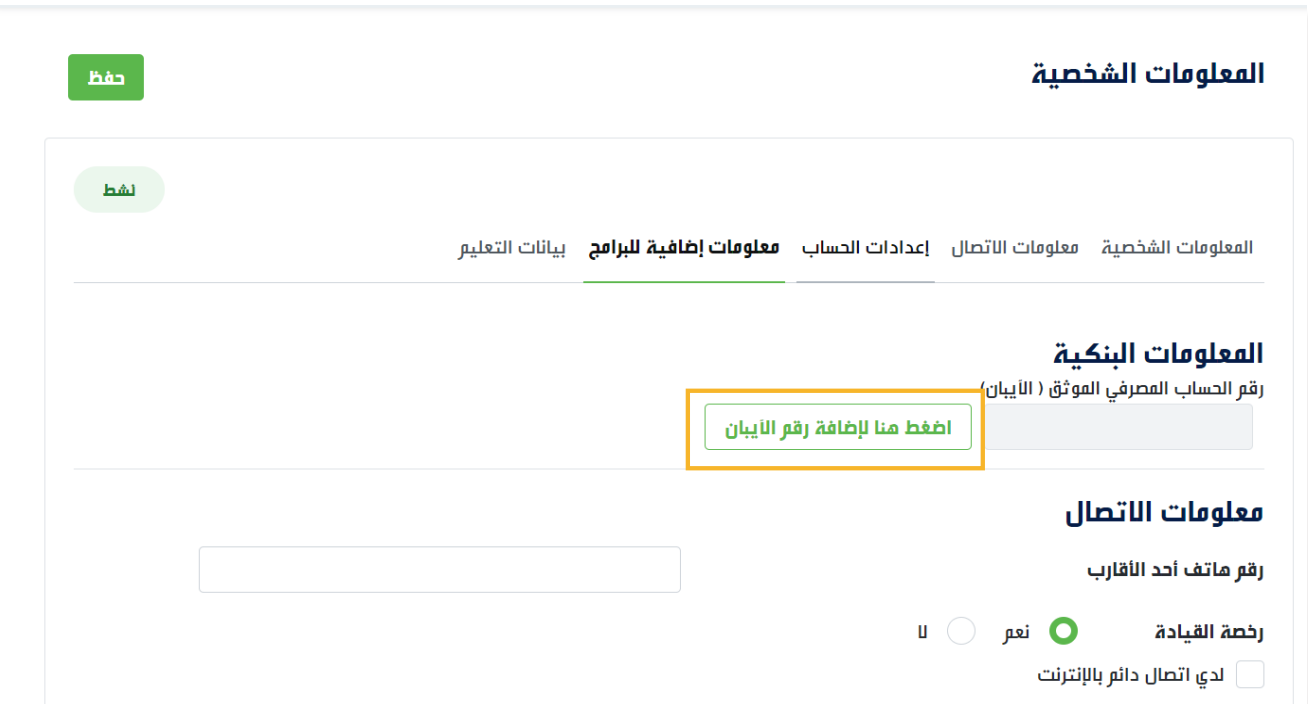 المعلومات الشخصية
حفظ
نشط
المعلومات الشخصية معلومات الاتصال إعدادات الحساب معلومات إضافية للبرامج بيانات التعليم
المعلومات البنكية
رقم الحساب المصرفي الموثق ( الآيبان)
اضغط هنا لإضافة رقم الآيبان
معلومات الاتصال
رقم هاتف أحد الأقارب
رخصة القيادة نعم لا
لدي اتصال دائم بالإنترنت